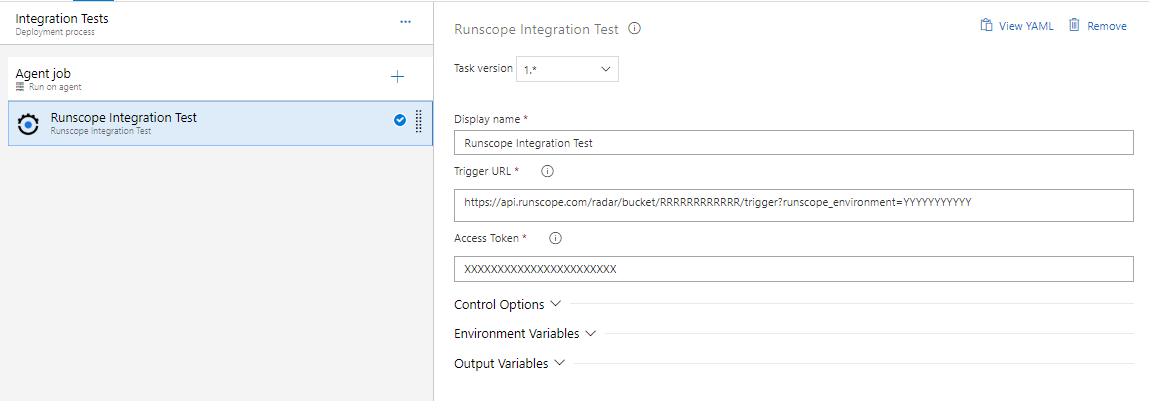 Integration Tests
Deployment process
...
Agent job
Run on agent
Runscope Integration Test
Runscope Integration Test
Runscope Integration Test
View YAML
Remove
Task version 1.*
Display name *
Runscope Integration Test
Trigger URL *
https://api.runscope.com/radar/bucket/RRRRRRRRRRRR/trigger?runscope_environment=YYYYYYYYYYY
Access Token *
XXXXXXXXXXXXXXXXXXXXXXX
Control Options
Environment Variables
Output Variables